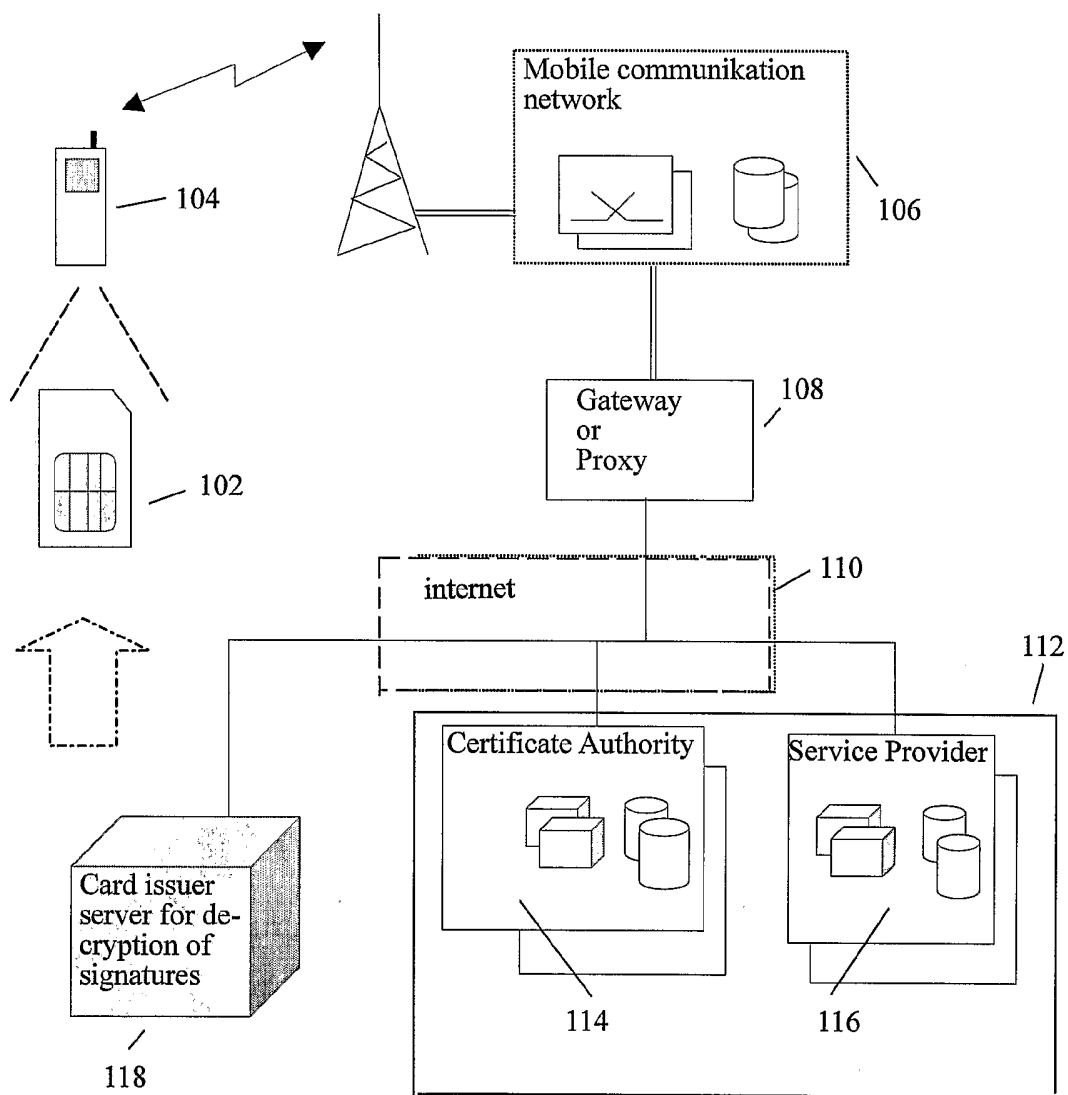 Mobile communikation
network
106
104
Gateway
or
Proxy
108
102
internet
110
112
Certificate Authority
Service Provider
Card issuer
server for de-
cryption of
signatures
114
116
118